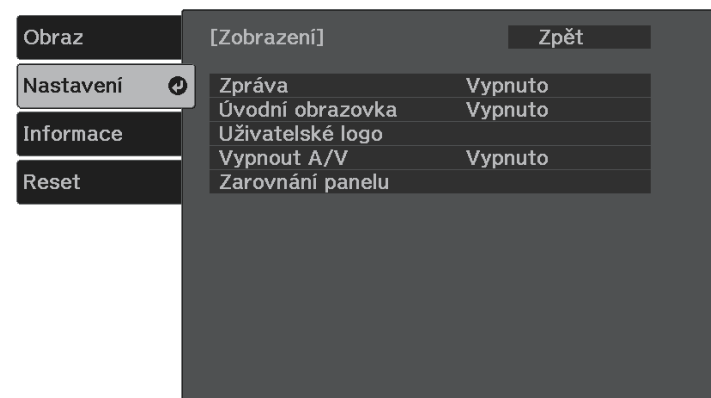 Obraz
Nastavení
Informace
Reset
[Zobrazení] Zpět
Zpráva Vypnuto
Úvodní obrazovka Vypnuto
Uživatelské logo
Vypnout A/V Vypnuto
Zarovnání panelu